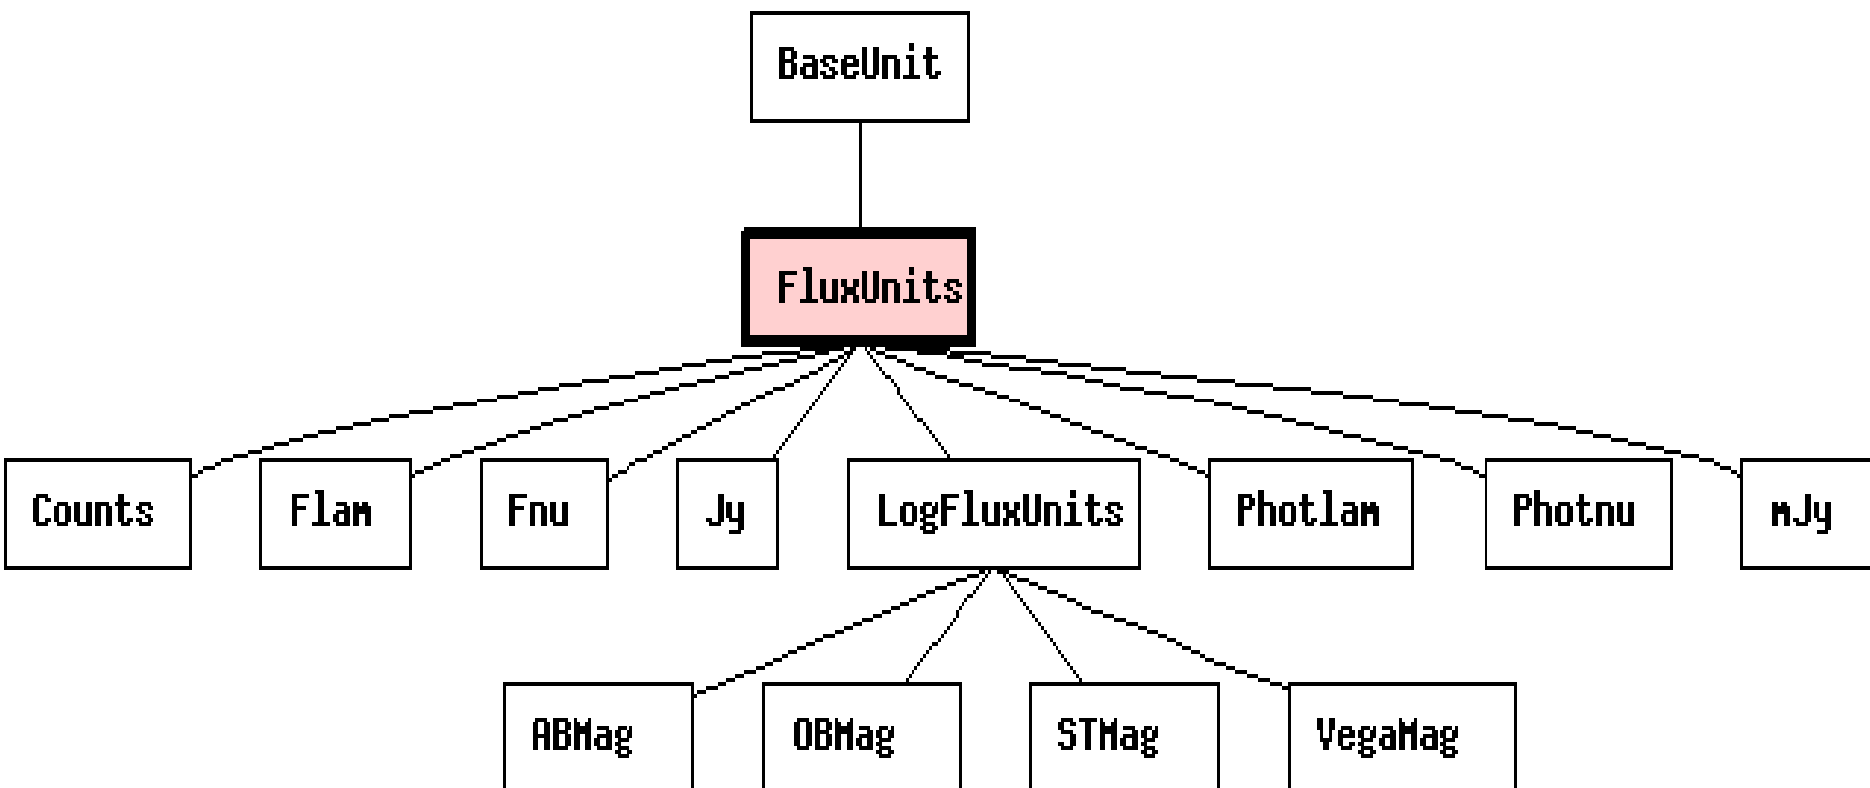 BaseUnit
FluxUnits
Counts
Flam
Fnu
Jy
LogFluxUnits
Photlam
Photnu
mJy
ABMag
OBMag
STMag
VegaMag